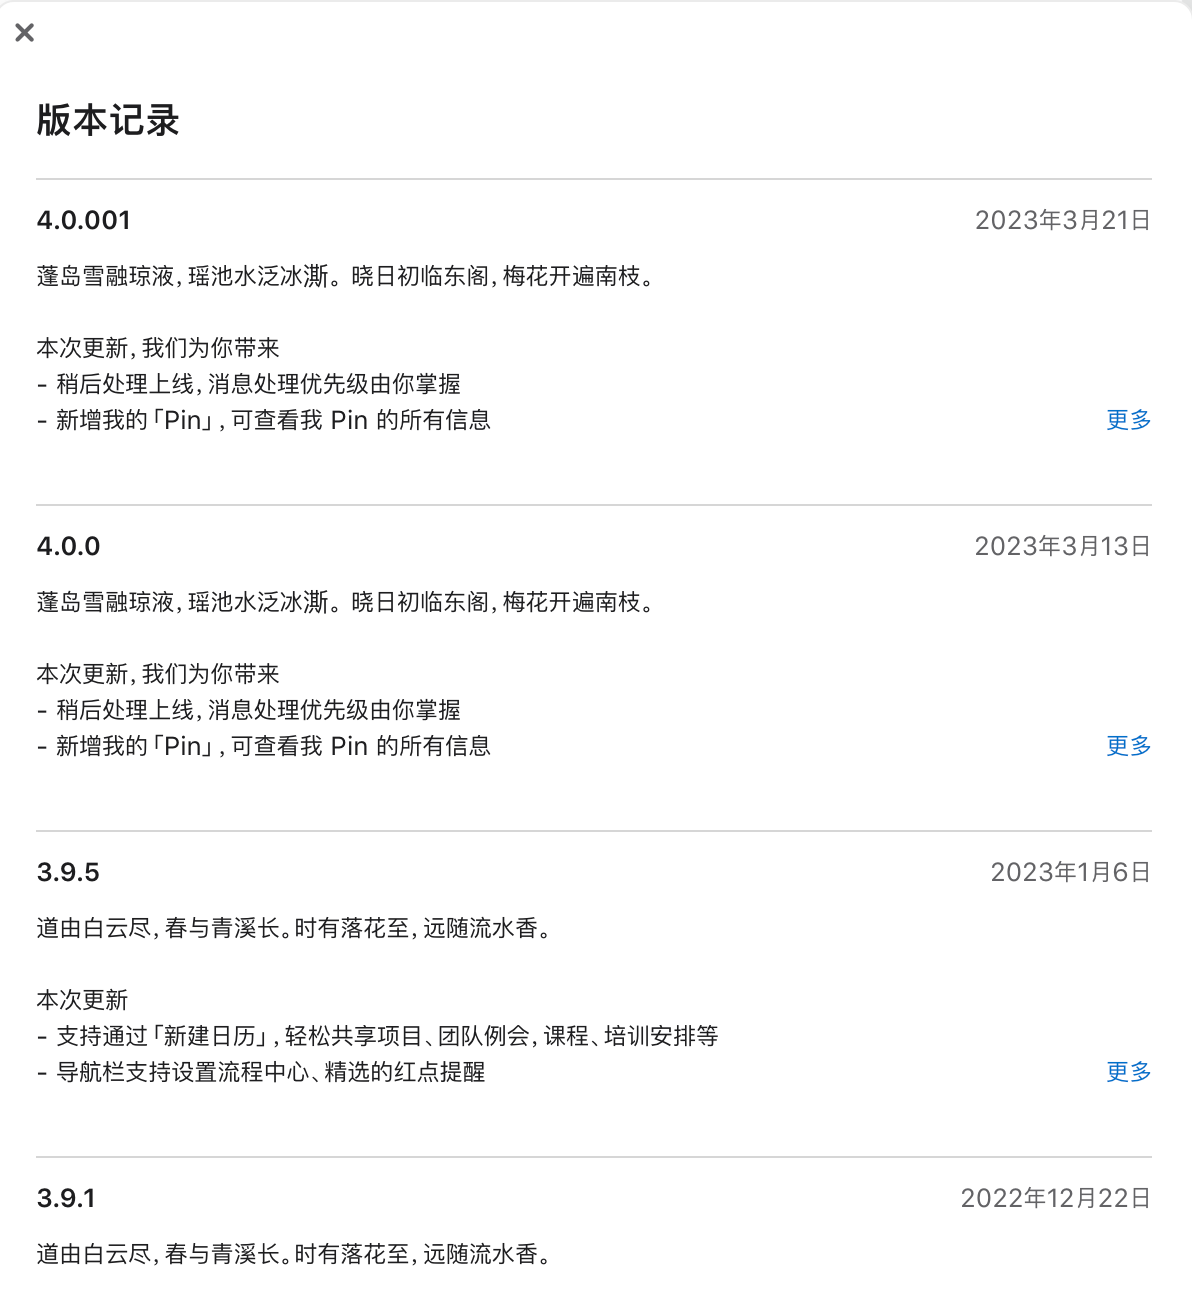 版本记录
4.0.001
2023年3月21日
蓬岛雪融琼液，瑶池水泛冰澌。晓日初临东阁，梅花开遍南枝。
本次更新，我们为你带来
- 稍后处理上线，消息处理优先级由你掌握
- 新增我的「Pin」，可查看我 Pin 的所有信息
更多
4.0.0
2023年3月13日
蓬岛雪融琼液，瑶池水泛冰澌。晓日初临东阁，梅花开遍南枝。
本次更新，我们为你带来
- 稍后处理上线，消息处理优先级由你掌握
- 新增我的「Pin」，可查看我 Pin 的所有信息
更多
3.9.5
2023年1月6日
道由白云尽，春与青溪长。时有落花至，远随流水香。
本次更新
- 支持通过「新建日历」，轻松共享项目、团队例会，课程、培训安排等
- 导航栏支持设置流程中心、精选的红点提醒
更多
3.9.1
2022年12月22日
道由白云尽，春与青溪长。时有落花至，远随流水香。